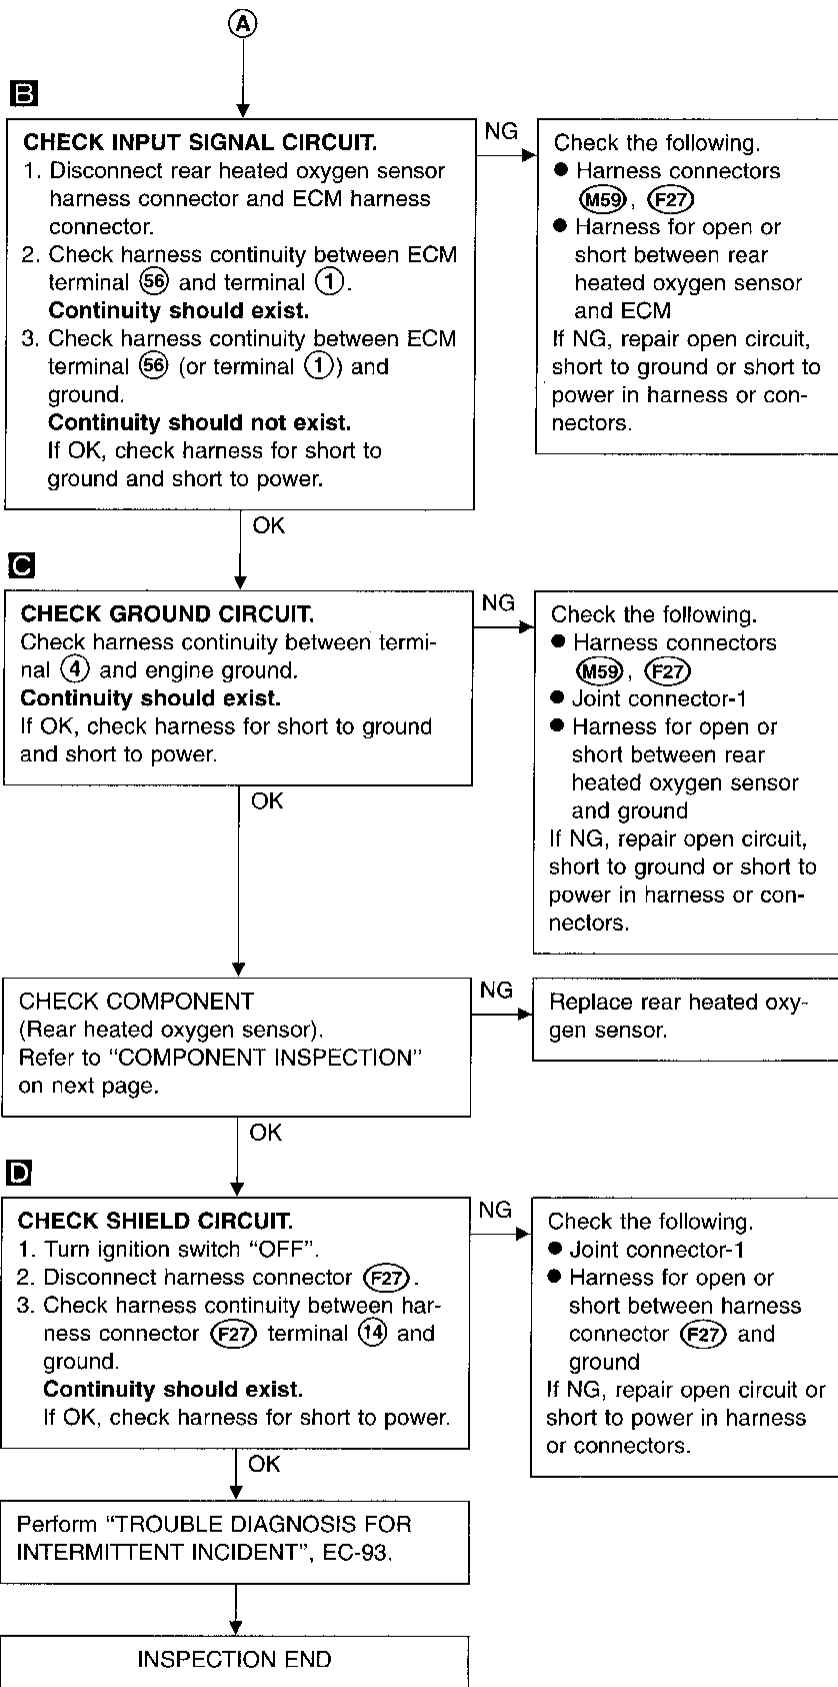 A
B
CHECK INPUT SIGNAL CIRCUIT.
1. Disconnect rear heated oxygen sensor
harness connector and ECM harness
connector.
2. Check harness continuity between ECM
terminal 56 and terminal 1.
Continuity should exist.
3. Check harness continuity between ECM
terminal 56 (or terminal 1) and
ground.
Continuity should not exist.
If OK, check harness for short to
ground and short to power.
NG
Check the following.
● Harness connectors
M59, F27
● Harness for open or
short between rear
heated oxygen sensor
and ECM
If NG, repair open circuit,
short to ground or short to
power in harness or con-
nectors.
OK
C
CHECK GROUND CIRCUIT.
Check harness continuity between termi-
nal 4 and engine ground.
Continuity should exist.
If OK, check harness for short to ground
and short to power.
NG
Check the following.
● Harness connectors
M59, F27
● Joint connector-1
● Harness for open or
short between rear
heated oxygen sensor
and ground
If NG, repair open circuit,
short to ground or short to
power in harness or con-
nectors.
OK
CHECK COMPONENT
(Rear heated oxygen sensor).
Refer to “COMPONENT INSPECTION”
on next page.
NG
Replace rear heated oxy-
gen sensor.
OK
D
CHECK SHIELD CIRCUIT.
1. Turn ignition switch “OFF”.
2. Disconnect harness connector F27.
3. Check harness continuity between har-
ness connector F27 terminal 14 and
ground.
Continuity should exist.
If OK, check harness for short to power.
NG
Check the following.
● Joint connector-1
● Harness for open or
short between harness
connector F27 and
ground
If NG, repair open circuit or
short to power in harness
or connectors.
OK
Perform “TROUBLE DIAGNOSIS FOR
INTERMITTENT INCIDENT”, EC-93.
INSPECTION END